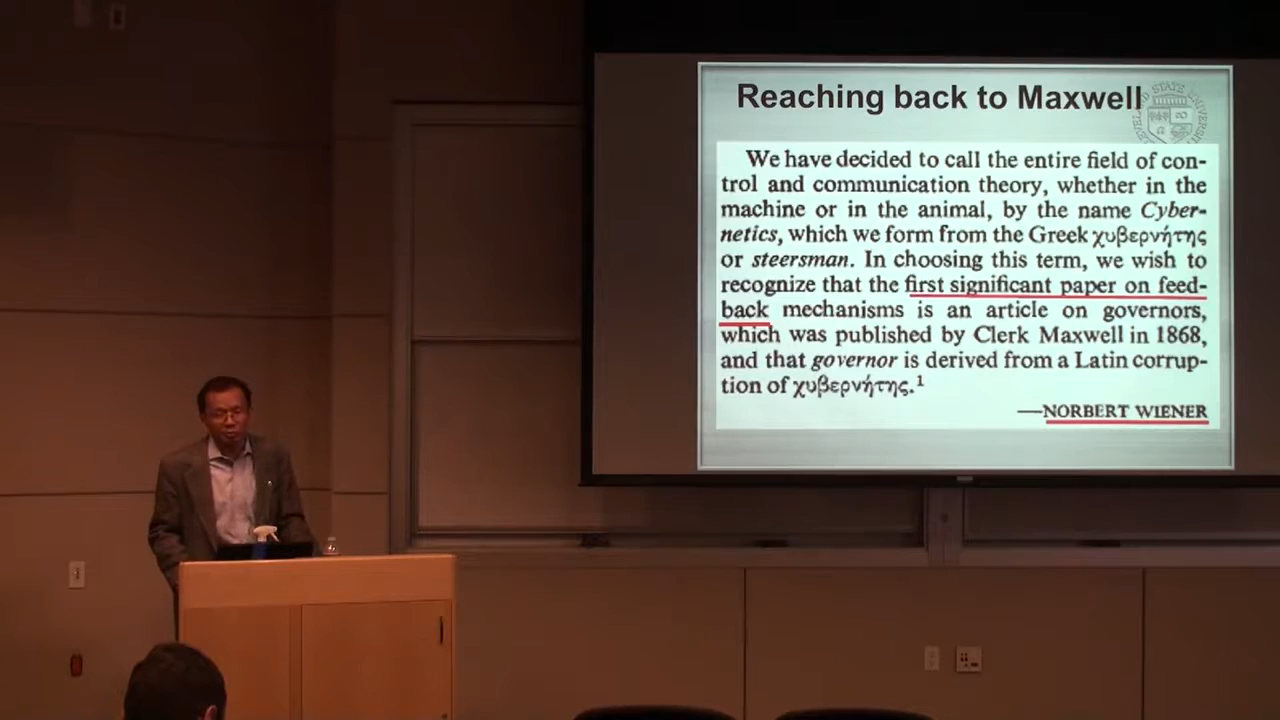 Reaching back to Maxwell
We have decided to call the entire field of con-
trol and communication theory, whether in the
machine or in the animal, by the name Cyber-
netics, which we form from the Greek χυβερνήτης
or steersman. In choosing this term, we wish to
recognize that the first significant paper on feed-
back mechanisms is an article on governors,
which was published by Clerk Maxwell in 1868,
and that governor is derived from a Latin corrup-
tion of χυβερνήτης.¹
—NORBERT WIENER